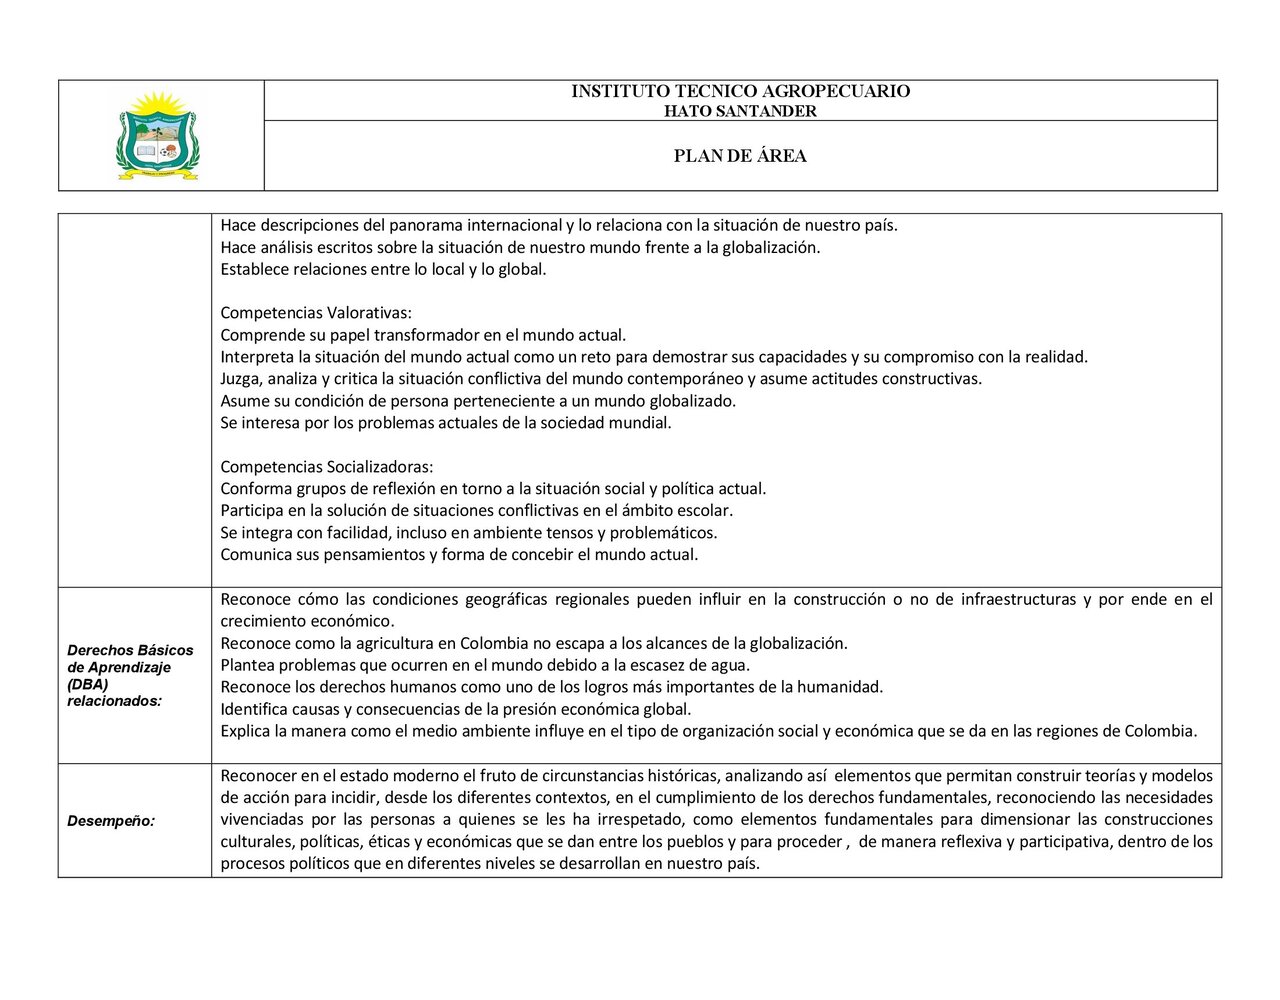 INSTITUTO TECNICO AGROPECUARIO
HATO SANTANDER
PLAN DE ÁREA
Hace descripciones del panorama internacional y lo relaciona con la situación de nuestro país.
Hace análisis escritos sobre la situación de nuestro mundo frente a la globalización.
Establece relaciones entre lo local y lo global.
Competencias Valorativas:
Comprende su papel transformador en el mundo actual.
Interpreta la situación del mundo actual como un reto para demostrar sus capacidades y su compromiso con la realidad.
Juzga, analiza y critica la situación conflictiva del mundo contemporáneo y asume actitudes constructivas.
Asume su condición de persona perteneciente a un mundo globalizado.
Se interesa por los problemas actuales de la sociedad mundial.
Competencias Socializadoras:
Conforma grupos de reflexión en torno a la situación social y política actual.
Participa en la solución de situaciones conflictivas en el ámbito escolar.
Se integra con facilidad, incluso en ambiente tensos y problemáticos.
Comunica sus pensamientos y forma de concebir el mundo actual.
Derechos Básicos
de Aprendizaje
(DBA)
relacionados:
Reconoce cómo las condiciones geográficas regionales pueden influir en la construcción o no de infraestructuras y por ende en el
crecimiento económico.
Reconoce como la agricultura en Colombia no escapa a los alcances de la globalización.
Plantea problemas que ocurren en el mundo debido a la escasez de agua.
Reconoce los derechos humanos como uno de los logros más importantes de la humanidad.
Identifica causas y consecuencias de la presión económica global.
Explica la manera como el medio ambiente influye en el tipo de organización social y económica que se da en las regiones de Colombia.
Desempeño:
Reconocer en el estado moderno el fruto de circunstancias históricas, analizando así elementos que permitan construir teorías y modelos
de acción para incidir, desde los diferentes contextos, en el cumplimiento de los derechos fundamentales, reconociendo las necesidades
vivenciadas por las personas a quienes se les ha irrespetado, como elementos fundamentales para dimensionar las construcciones
culturales, políticas, éticas y económicas que se dan entre los pueblos y para proceder , de manera reflexiva y participativa, dentro de los
procesos políticos que en diferentes niveles se desarrollan en nuestro país.